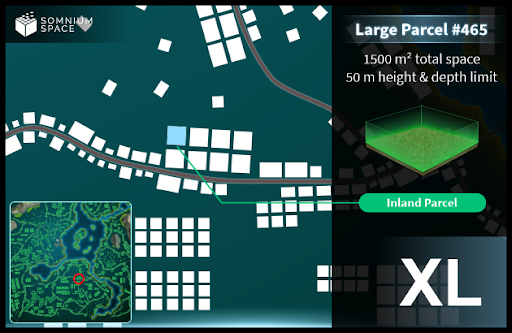 SOMNIUM
SPACE
Large Parcel #465
1500 m² total space
50 m height & depth limit
Inland Parcel
XL